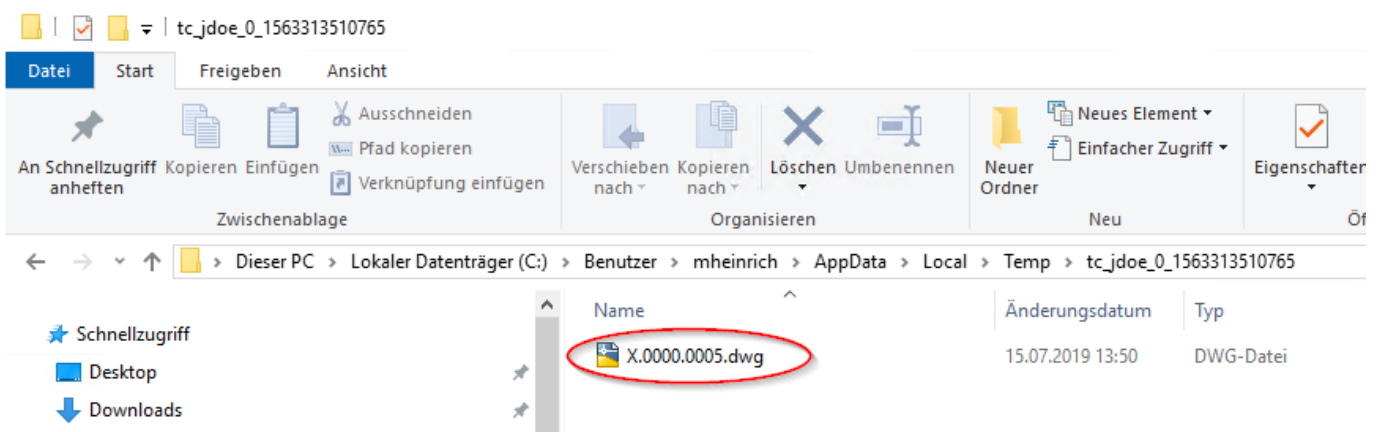 tc_jdoe_0_1563313510765
Datei Start Freigeben Ansicht
An Schnellzugriff anheften
Kopieren
Einfügen
Ausschneiden
Pfad kopieren
Verknüpfung einfügen
Zwischenablage
Verschieben nach
Kopieren nach
Löschen
Umbenennen
Organisieren
Neuer Ordner
Neues Element
Einfacher Zugriff
Neu
Eigenschaften
Öf
Dieser PC > Lokaler Datenträger (C:) > Benutzer > mheinrich > AppData > Local > Temp > tc_jdoe_0_1563313510765
Schnellzugriff
Desktop
Downloads
Name Änderungsdatum Typ
X.0000.0005.dwg 15.07.2019 13:50 DWG-Datei